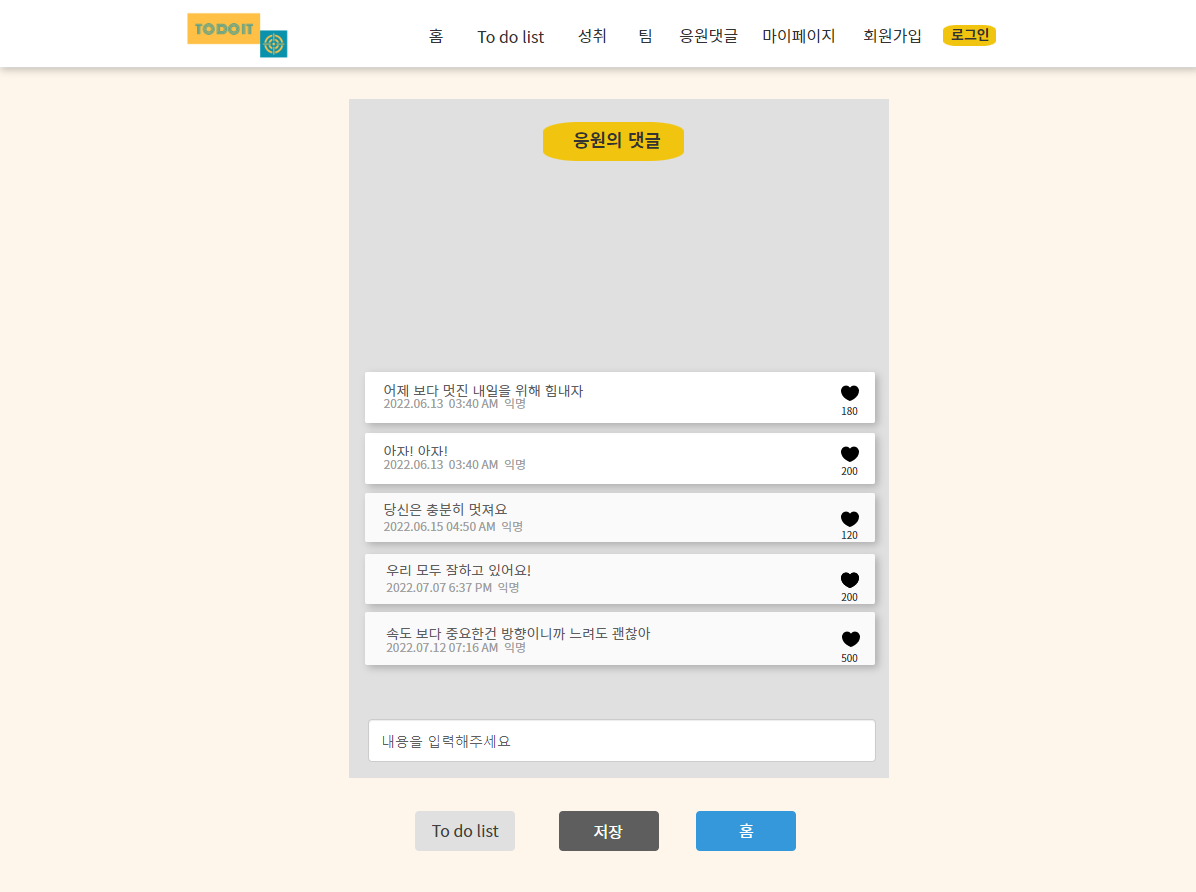 TODOIT
홈 To do list 성취 팀 응원댓글 마이페이지 회원가입 로그인
응원의 댓글
어제 보다 멋진 내일을 위해 힘내자
2022.06.13 03:40 AM 익명
180
아자! 아자!
2022.06.13 03:40 AM 익명
200
당신은 충분히 멋져요
2022.06.15 04:50 AM 익명
120
우리 모두 잘하고 있어요!
2022.07.07 6:37 PM 익명
200
속도 보다 중요한건 방향이니까 느려도 괜찮아
2022.07.12 07:16 AM 익명
500
내용을 입력해주세요
To do list 저장 홈